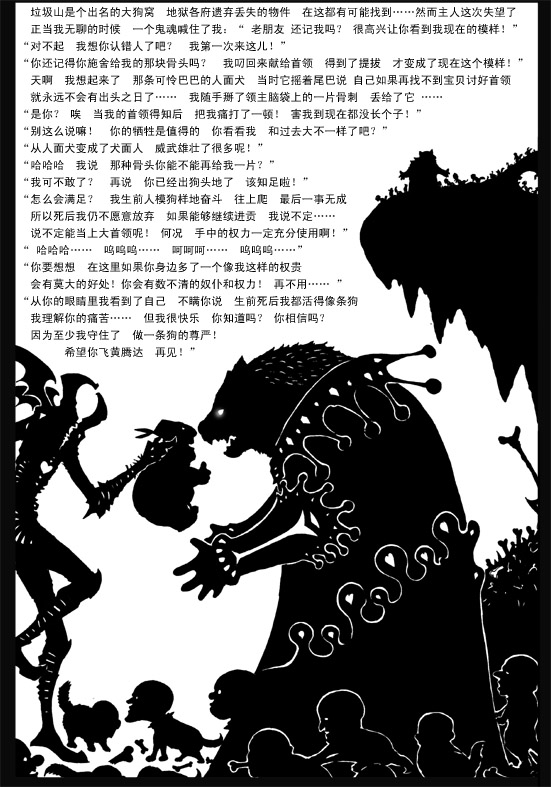 垃圾山是个出名的大狗窝　地狱各府遗弃丢失的物件　在这都有可能找到……然而主人这次失望了
正当我无聊的时候　一个鬼魂喊住了我：“ 老朋友 还记我吗？ 很高兴让你看到我现在的模样！”
“对不起　我想你认错人了吧？　我第一次来这儿！”
“你还记得你施舍给我的那块骨头吗？　我叼回来献给首领　得到了提拔　才变成了现在这个模样！”
天啊　我想起来了　那条可怜巴巴的人面犬　当时它摇着尾巴说 自己如果再找不到宝贝讨好首领
就永远不会有出头之日了……　我随手掰了领主脑袋上的一片骨刺　丢给了它 ……
“是你？ 唉　当我的首领得知后　把我痛打了一顿！ 害我到现在都没长个子！”
“别这么说嘛！　你的牺牲是值得的　你看看我　和过去大不一样了吧？”
“从人面犬变成了犬面人　威武雄壮了很多呢！”
“哈哈哈　我说　那种骨头你能不能再给我一片？”
“我可不敢了？　再说　你已经出狗头地了　该知足啦！”
“怎么会满足？　我生前人模狗样地奋斗　往上爬　最后一事无成
所以死后我仍不愿意放弃　如果能够继续进贡　我说不定……
说不定能当上大首领呢！ 何况　手中的权力一定充分使用啊！”
“ 哈哈哈……　呜呜呜……　呵呵呵……　呜呜呜……”
“你要想想　在这里如果你身边多了一个像我这样的权贵
会有莫大的好处！你会有数不清的奴仆和权力！ 再不用…… ”
“从你的眼睛里我看到了自己　不瞒你说　生前死后我都活得像条狗
我理解你的痛苦……　但我很快乐　你知道吗？ 你相信吗？
因为至少我守住了　做一条狗的尊严！
希望你飞黄腾达　再见！”